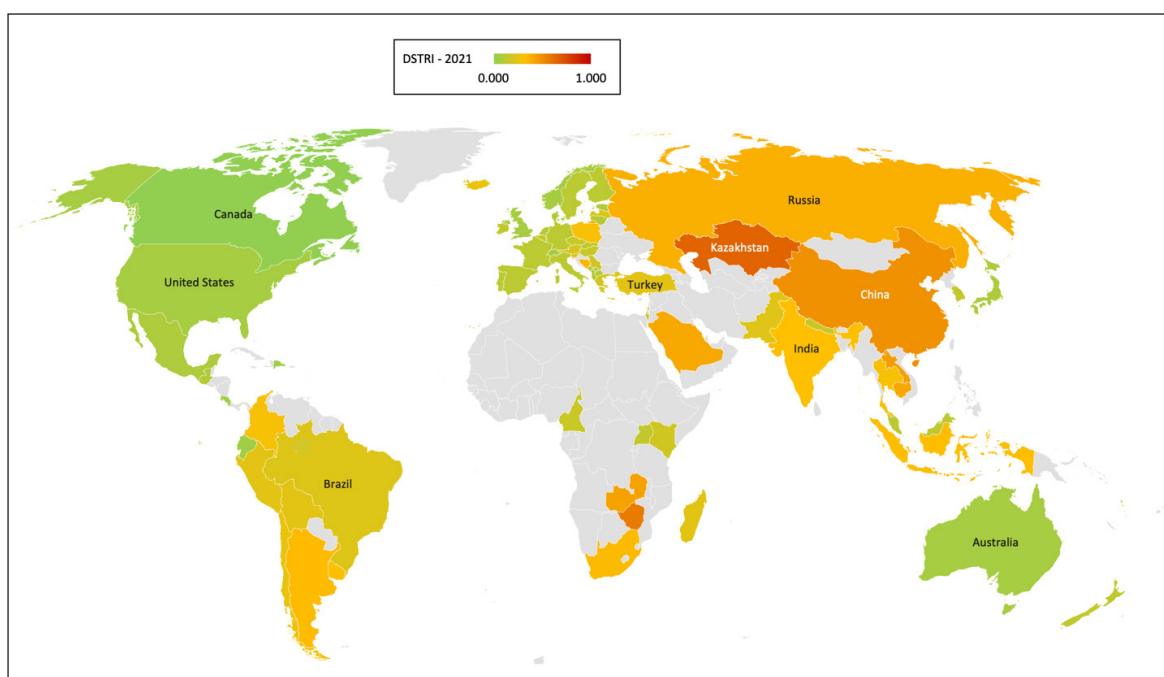 DSTRI - 2021
0.000 1.000
Canada
Russia
Kazakhstan
United States
Turkey
China
India
Brazil
Australia